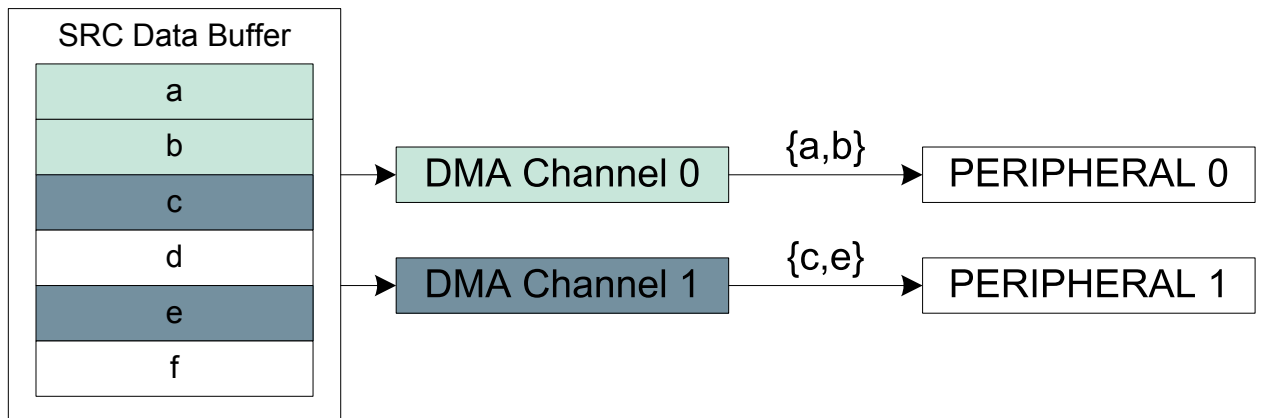 SRC Data Buffer
a
b
c
d
e
f
DMA Channel 0
{a,b}
PERIPHERAL 0
DMA Channel 1
{c,e}
PERIPHERAL 1